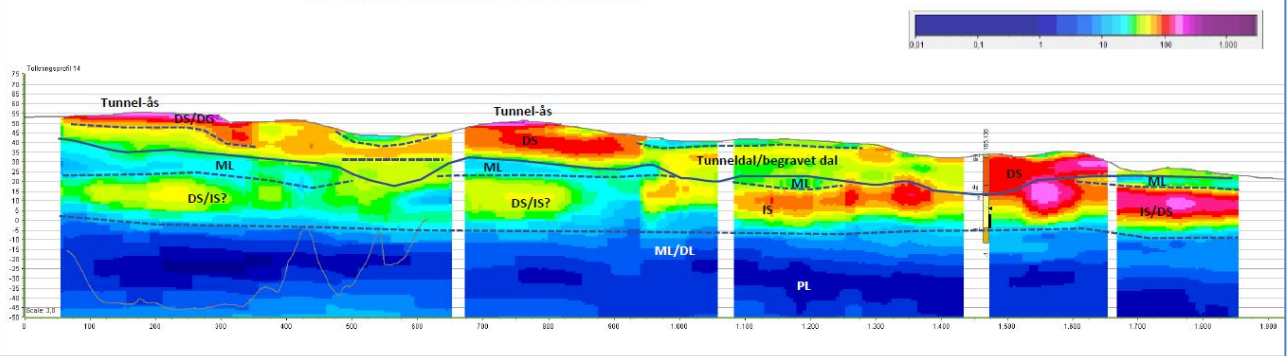 0,01 0,1 1 10 100 1.000
Tolkningsprofil 14
75
70
65
60
55
50
45
40
35
30
25
20
15
10
5
0
-5
-10
-15
-20
-25
-30
-35
-40
-45
-50
Tunnel-ås
DS/DG
Tunnel-ås
DS
ML
ML
Tunneldal/begravet dal
ML
DS
ML
DS/IS?
DS/IS?
IS
IS/DS
ML/DL
PL
Scale: 3,0
0 100 200 300 400 500 600 700 800 900 1.000 1.100 1.200 1.300 1.400 1.500 1.600 1.700 1.800 1.900